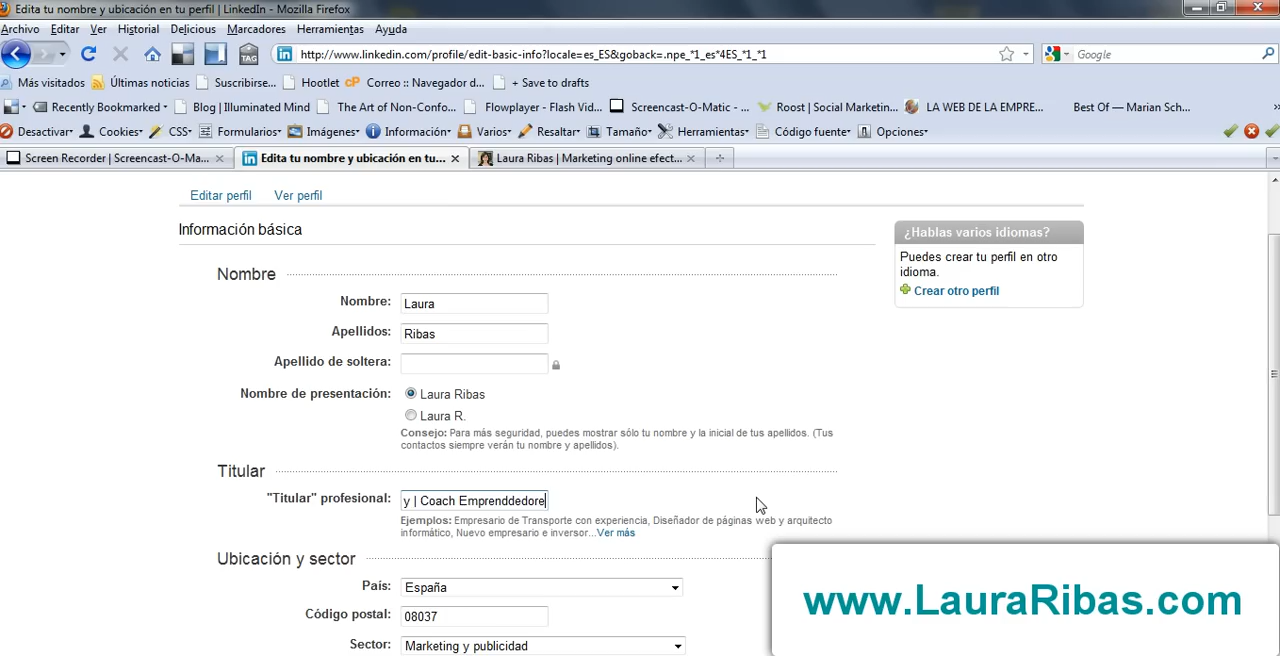 Edita tu nombre y ubicación en tu perfil | LinkedIn - Mozilla Firefox
Archivo Editar Ver Historial Delicious Marcadores Herramientas Ayuda
http://www.linkedin.com/profile/edit-basic-info?locale=es_ES&goback=.npe_*1_es*4ES_*1_*1
Google
Más visitados Últimas noticias Suscribirse... Hootlet Correo :: Navegador d... + Save to drafts
Recently Bookmarked Blog | Illuminated Mind The Art of Non-Confo... Flowplayer - Flash Vid... Screencast-O-Matic - ... Roost | Social Marketin... LA WEB DE LA EMPRE... Best Of — Marian Sch... »
Desactivar Cookies CSS Formularios Imágenes Información Varios Resaltar Tamaño Herramientas Código fuente Opciones
Screen Recorder | Screencast-O-Ma... Edita tu nombre y ubicación en tu... Laura Ribas | Marketing online efect...
Editar perfil Ver perfil
Información básica
¿Hablas varios idiomas?
Puedes crear tu perfil en otro
idioma.
Crear otro perfil
Nombre
Nombre: Laura
Apellidos: Ribas
Apellido de soltera:
Nombre de presentación: Laura Ribas
Laura R.
Consejo: Para más seguridad, puedes mostrar sólo tu nombre y la inicial de tus apellidos. (Tus
contactos siempre verán tu nombre y apellidos).
Titular
"Titular" profesional: y | Coach Emprenddedore
Ejemplos: Empresario de Transporte con experiencia, Diseñador de páginas web y arquitecto
informático, Nuevo empresario e inversor...Ver más
Ubicación y sector
País: España
Código postal: 08037
Sector: Marketing y publicidad
www.LauraRibas.com